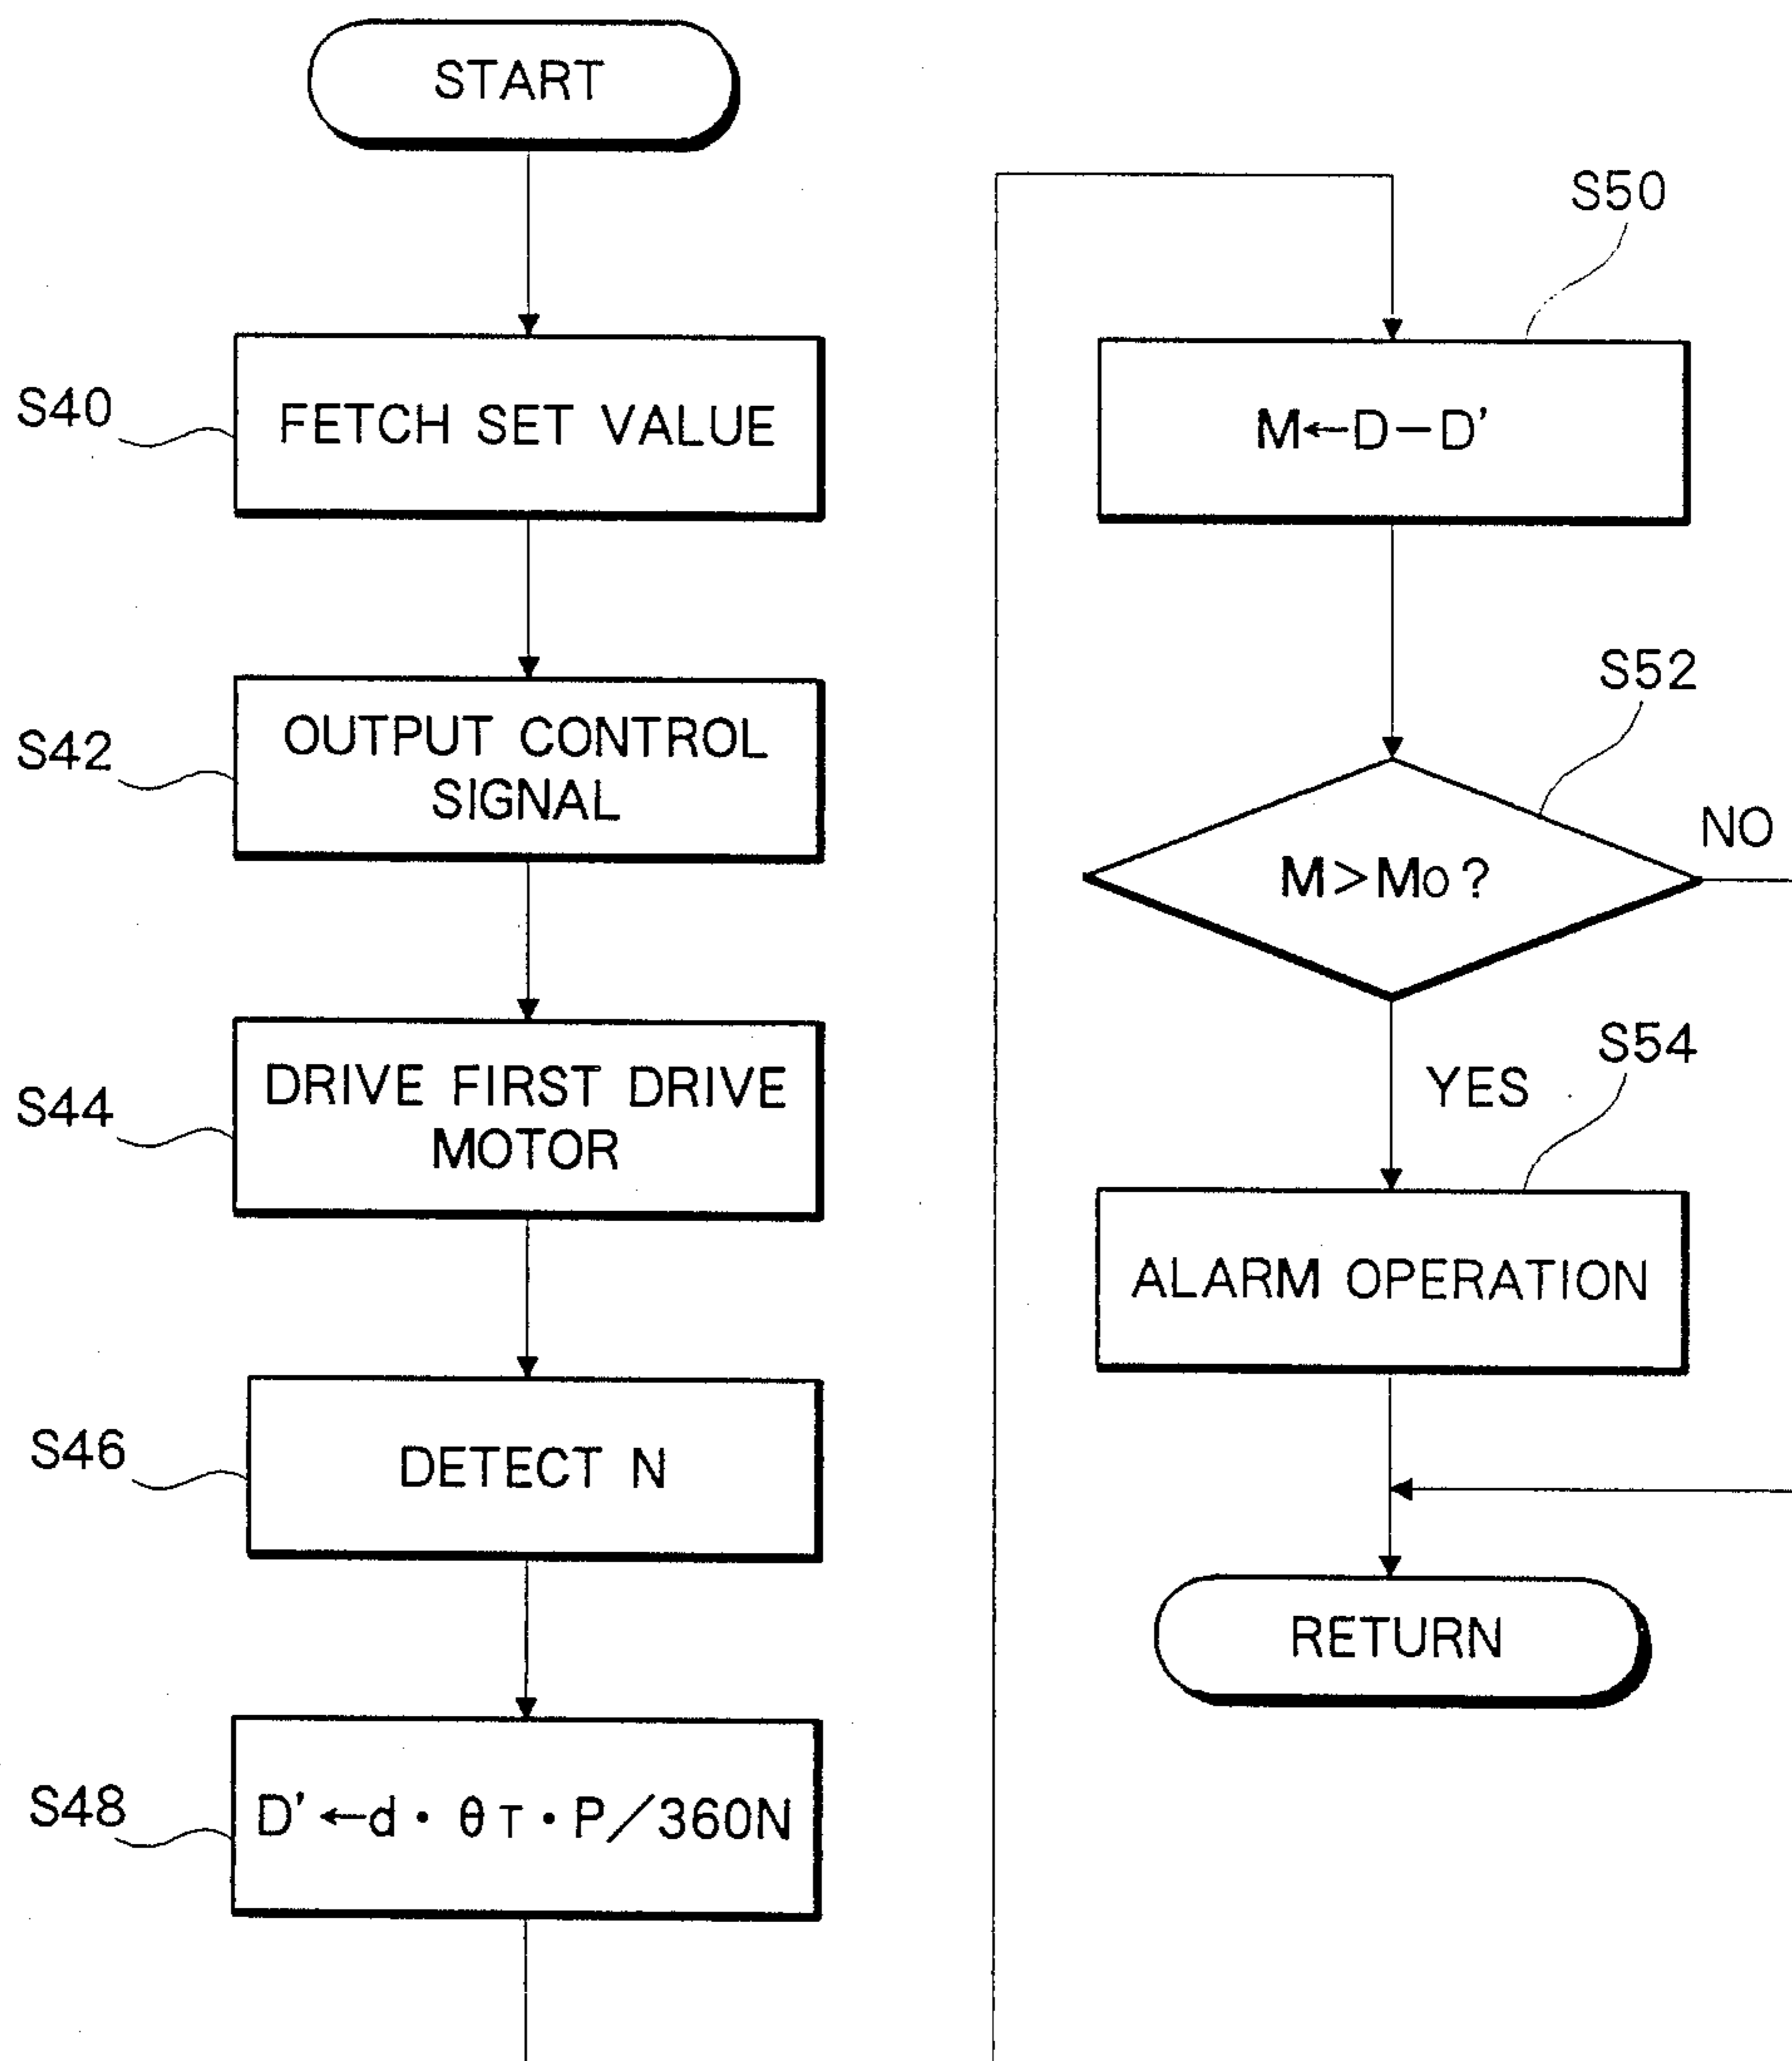 START
S40
FETCH SET VALUE
S42
OUTPUT CONTROL
SIGNAL
S44
DRIVE FIRST DRIVE
MOTOR
S46
DETECT N
S48
D'←d・θT・P/360N
S50
M←D−D'
S52
M>Mo?
NO
YES
S54
ALARM OPERATION
RETURN